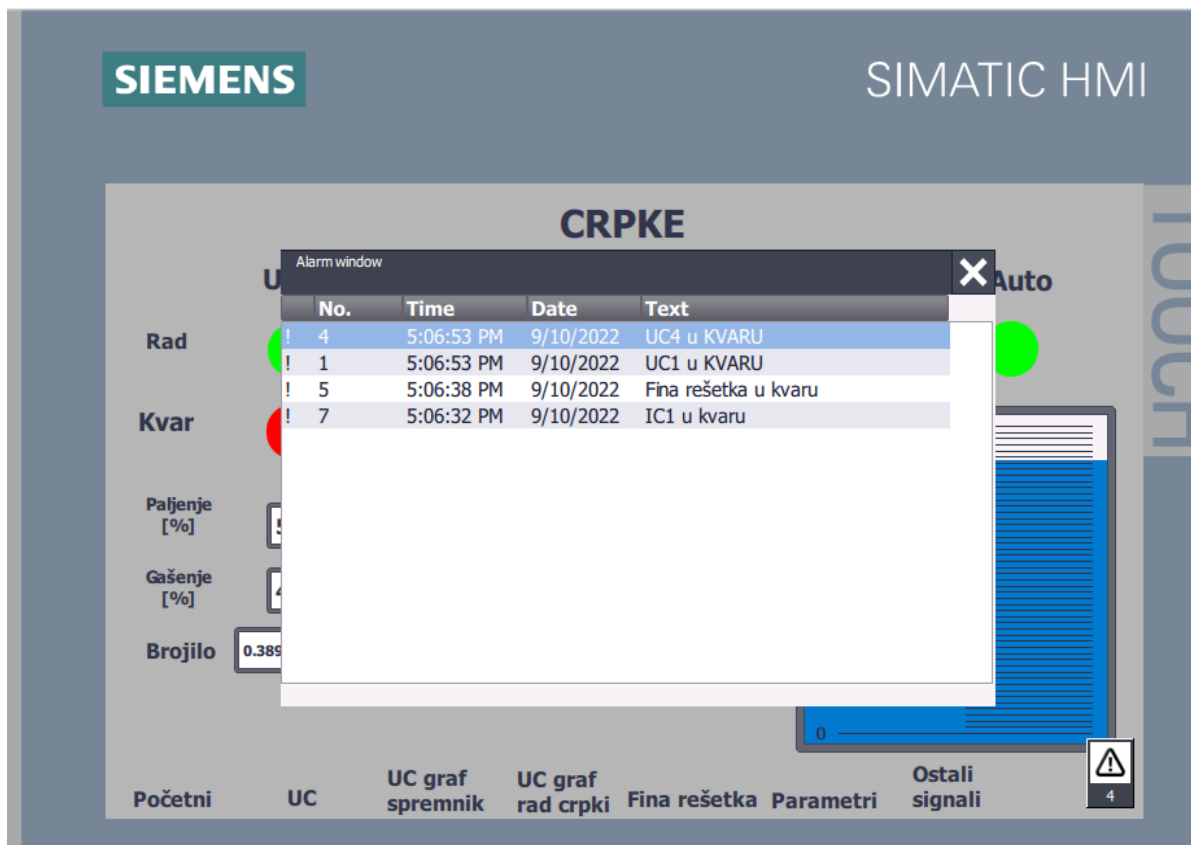 SIEMENS
SIMATIC HMI
TOUCH
CRPKE
Auto
Alarm window
No. Time Date Text
! 4 5:06:53 PM 9/10/2022 UC4 u KVARU
! 1 5:06:53 PM 9/10/2022 UC1 u KVARU
! 5 5:06:38 PM 9/10/2022 Fina rešetka u kvaru
! 7 5:06:32 PM 9/10/2022 IC1 u kvaru
Rad
Kvar
Paljenje
[%]
Gašenje
[%]
Brojilo 0.389
0
4
Početni
UC
UC graf
spremnik
UC graf
rad crpki
Fina rešetka
Parametri
Ostali
signali